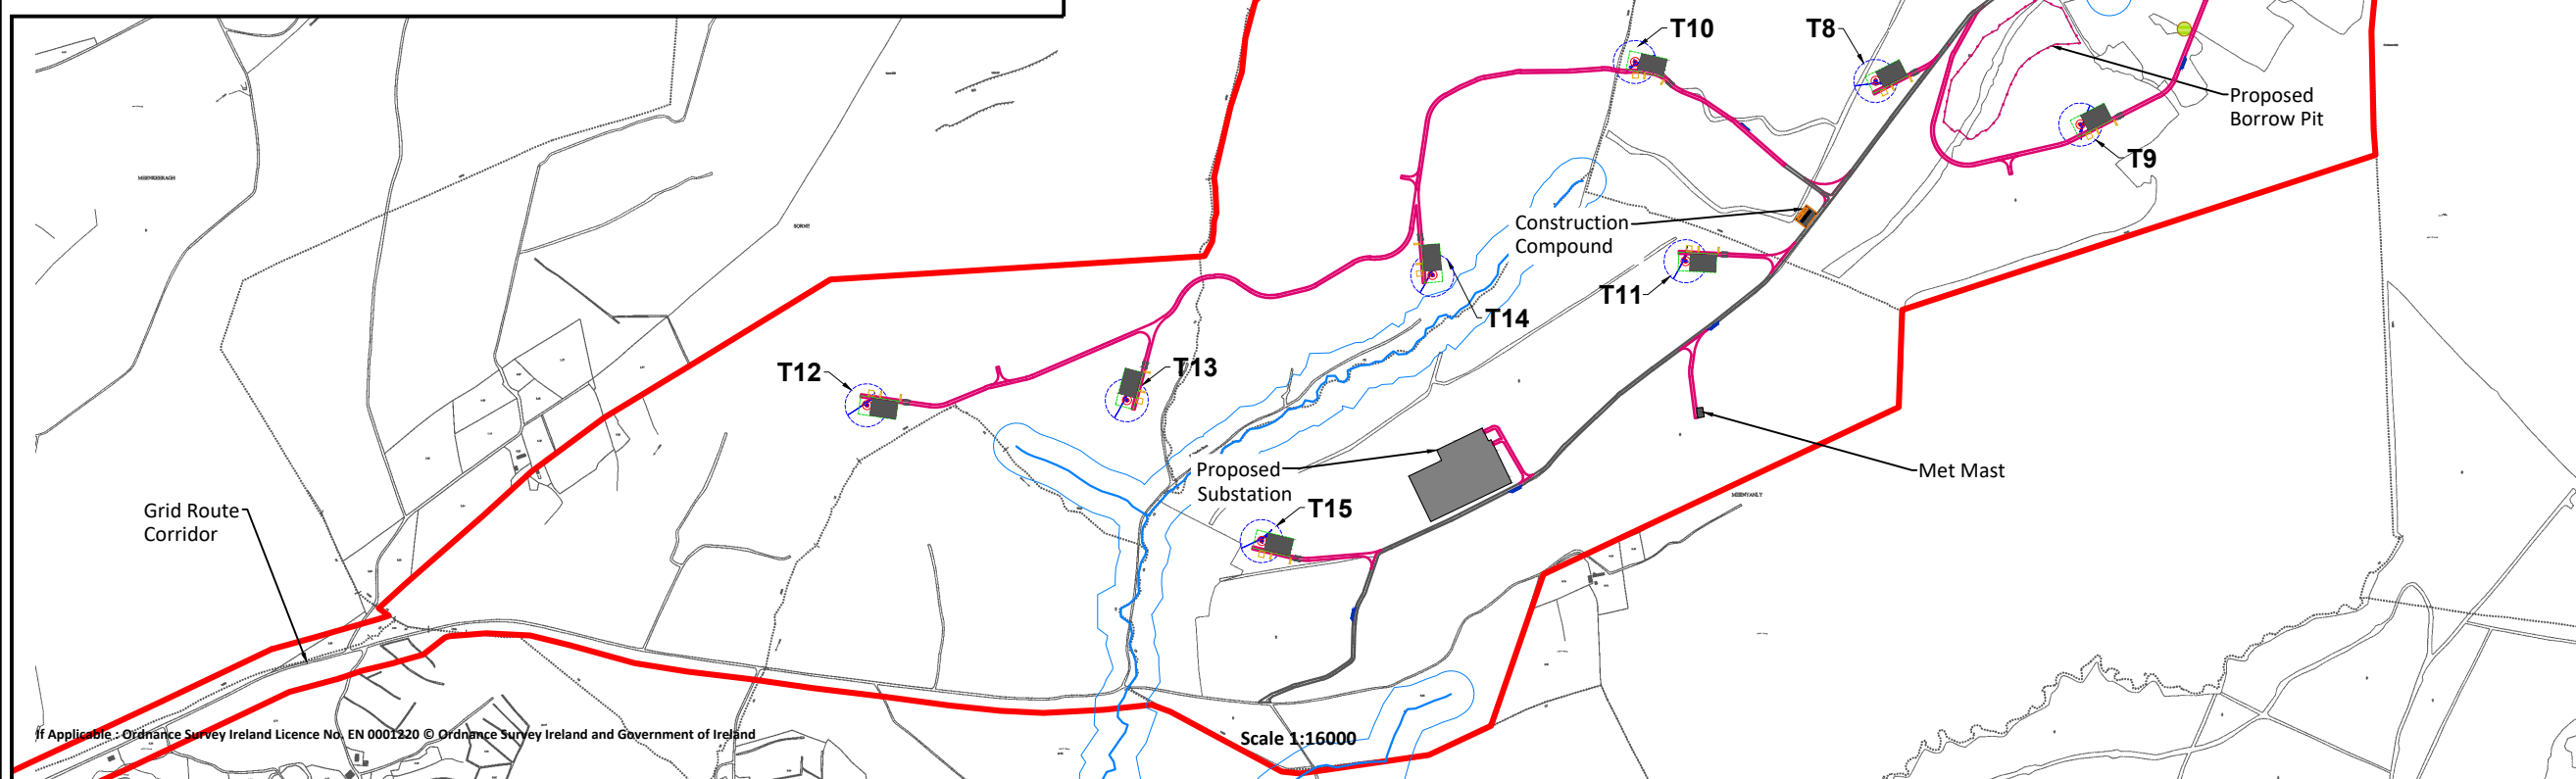 T10
T8
Proposed
Borrow Pit
T9
Construction
Compound
T11
T14
T13
T12
Met Mast
Proposed
Substation
T15
Grid Route
Corridor
If Applicable : Ordnance Survey Ireland Licence No. EN 0001220 © Ordnance Survey Ireland and Government of Ireland
Scale 1:16000